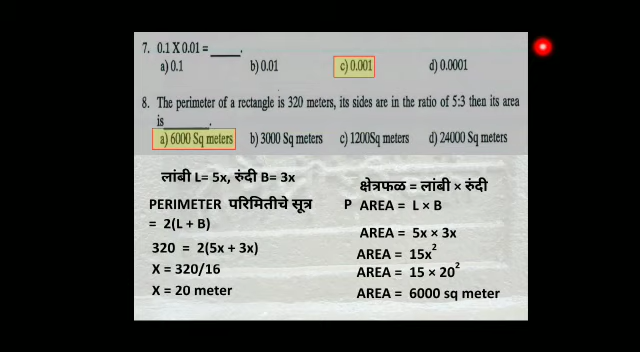 7. 0.1 X 0.01 = ____.
a) 0.1 b) 0.01 c) 0.001 d) 0.0001
8. The perimeter of a rectangle is 320 meters, its sides are in the ratio of 5:3 then its area
is________.
a) 6000 Sq meters b) 3000 Sq meters c) 1200Sq meters d) 24000 Sq meters
लांबी L= 5x, रुंदी B= 3x
PERIMETER परिमितीचे सूत्र
= 2(L + B)
320 = 2(5x + 3x)
X = 320/16
X = 20 meter
क्षेत्रफळ = लांबी × रुंदी
P AREA = L × B
AREA = 5x × 3x
AREA = 15x²
AREA = 15 × 20²
AREA = 6000 sq meter